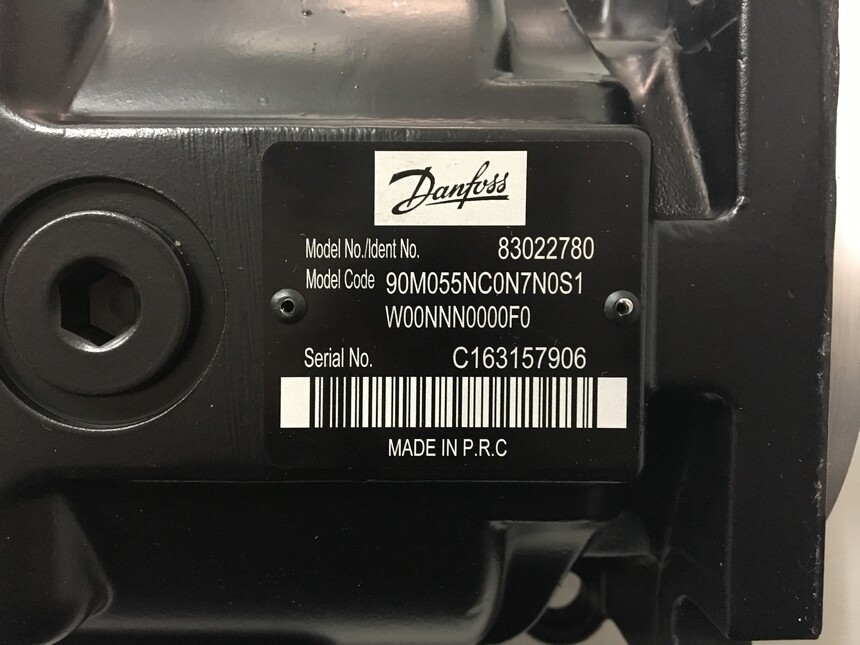 Danfoss
Model No./Ident No. 83022780
Model Code 90M055NC0N7N0S1
W00NNN0000F0
Serial No. C163157906
MADE IN P.R.C